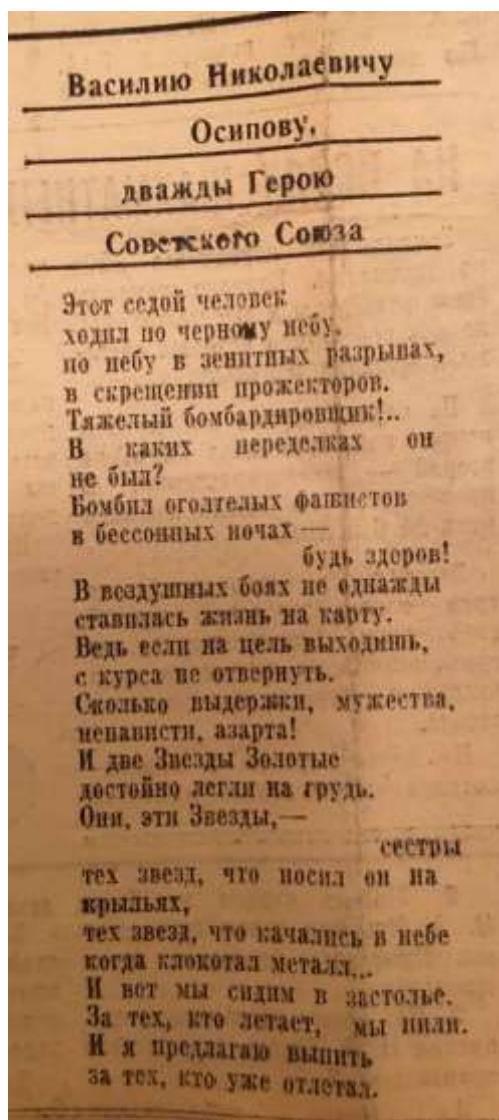 Василию Николаевичу
Осипову,
дважды Герою
Советского Союза
Этот седой человек
ходил по черному небу,
по небу в зенитных разрывах,
в скрещении прожекторов.
Тяжелый бомбардировщик!..
В каких переделках он
не был?
Бомбил оголтелых фашистов
в бессонных ночах —
будь здоров!
В воздушных боях не однажды
ставилась жизнь на карту.
Ведь если на цель выходишь,
с курса не отвернуть.
Сколько выдержки, мужества,
ненависти, азарта!
И две Звезды Золотые
достойно легли на грудь.
Они, эти Звезды,—
сестры
тех звезд, что носил он на
крыльях,
тех звезд, что качались в небе
когда клокотал металл...
И вот мы сидим в застолье.
За тех, кто летает, мы пили.
И я предлагаю выпить
за тех, кто уже отлетал.